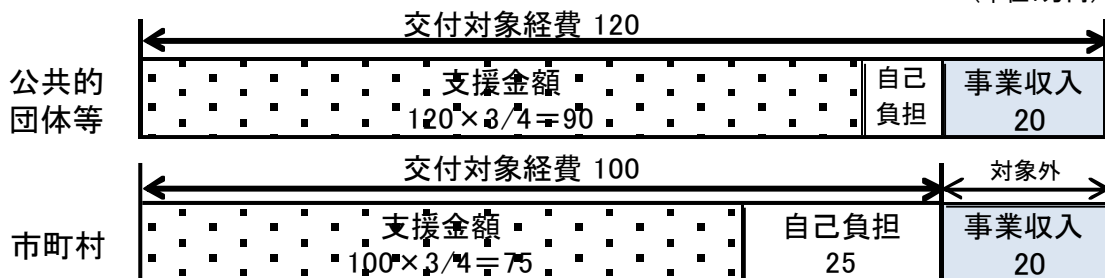 交付対象経費 120
公共的
団体等
支援金額
120×3/4=90
自己
負担
事業収入
20
交付対象経費 100
対象外
市町村
支援金額
100×3/4=75
自己負担
25
事業収入
20